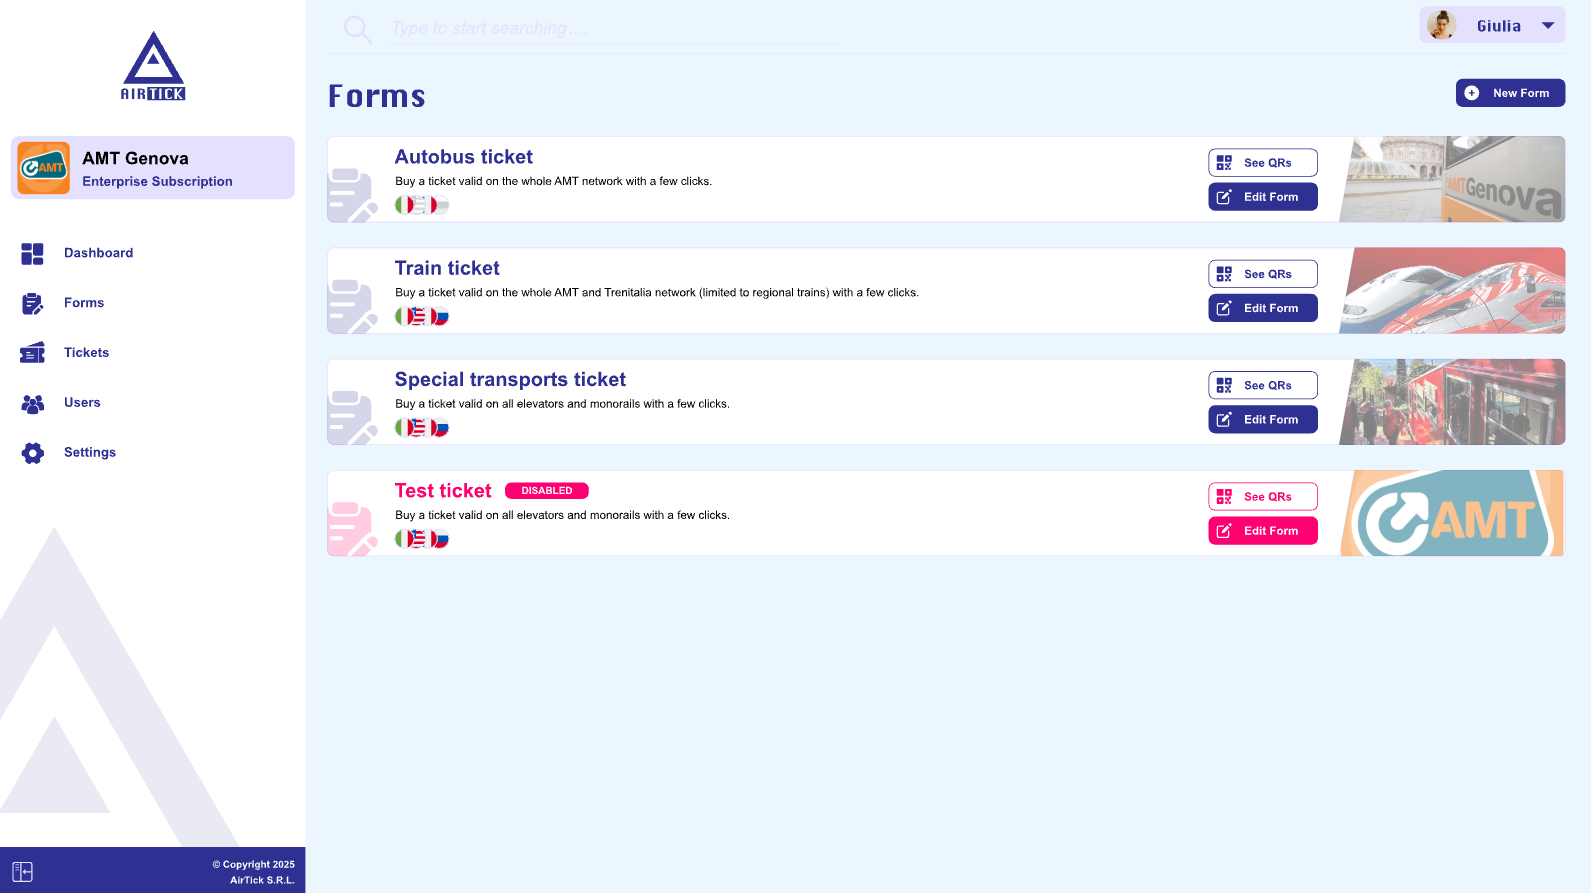 AIRTICK
AMT
AMT Genova
Enterprise Subscription
Dashboard
Forms
Tickets
Users
Settings
© Copyright 2025
AirTick S.R.L.
Type to start searching....
Giulia
Forms
New Form
Autobus ticket
Buy a ticket valid on the whole AMT network with a few clicks.
See QRs
Edit Form
AMTGenova
Train ticket
Buy a ticket valid on the whole AMT and Trenitalia network (limited to regional trains) with a few clicks.
See QRs
Edit Form
Special transports ticket
Buy a ticket valid on all elevators and monorails with a few clicks.
See QRs
Edit Form
Test ticket
DISABLED
Buy a ticket valid on all elevators and monorails with a few clicks.
See QRs
Edit Form
AMT